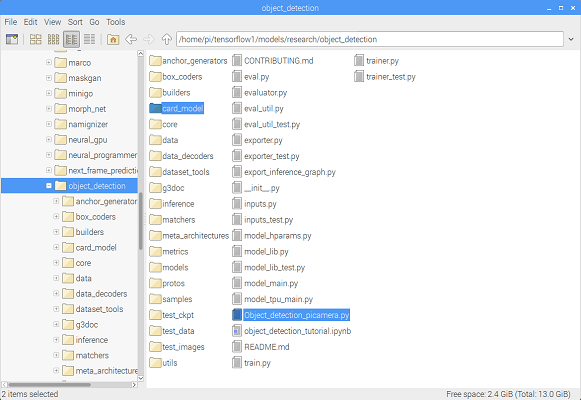 object_detection
File Edit View Sort Go Tools
/home/pi/tensorflow1/models/research/object_detection
marco
maskgan
minigo
morph_net
namignizer
neural_gpu
neural_programmer
next_frame_predictio
object_detection
anchor_generator
box_coders
builders
card_model
core
data
data_decoders
dataset_tools
g3doc
inference
matchers
meta_architecture
anchor_generators
box_coders
builders
card_model
core
data
data_decoders
dataset_tools
g3doc
inference
matchers
meta_architectures
metrics
models
protos
samples
test_ckpt
test_data
test_images
utils
CONTRIBUTING.md
eval.py
evaluator.py
eval_util.py
eval_util_test.py
exporter.py
exporter_test.py
export_inference_graph.py
__init__.py
inputs.py
inputs_test.py
model_hparams.py
model_lib.py
model_lib_test.py
model_main.py
model_tpu_main.py
Object_detection_picamera.py
object_detection_tutorial.ipynb
README.md
train.py
trainer.py
trainer_test.py
2 items selected
Free space: 2.4 GiB (Total: 13.0 GiB)